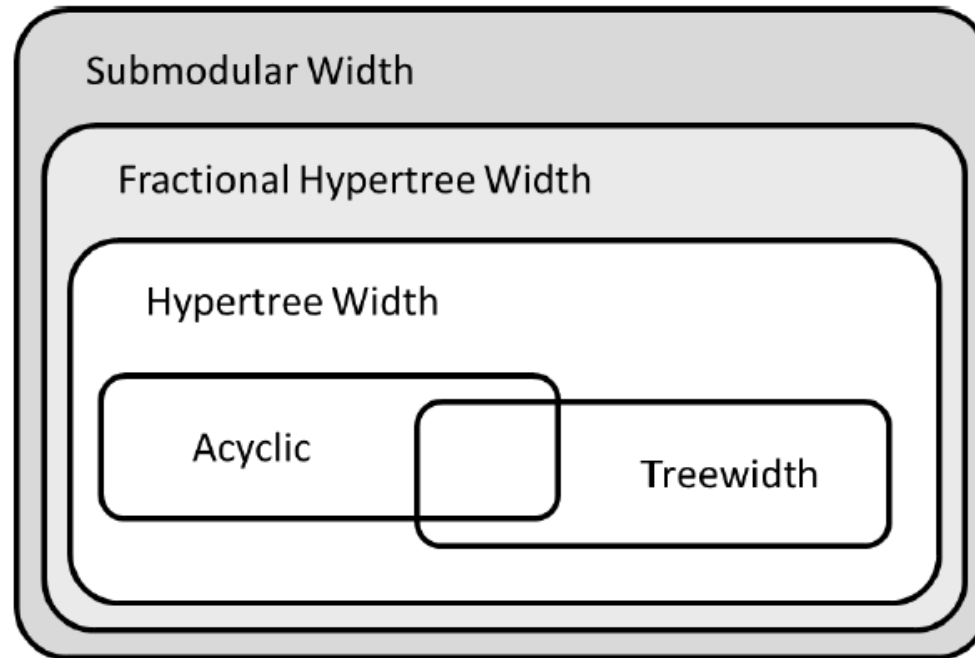 Submodular Width
Fractional Hypertree Width
Hypertree Width
Acyclic
Treewidth